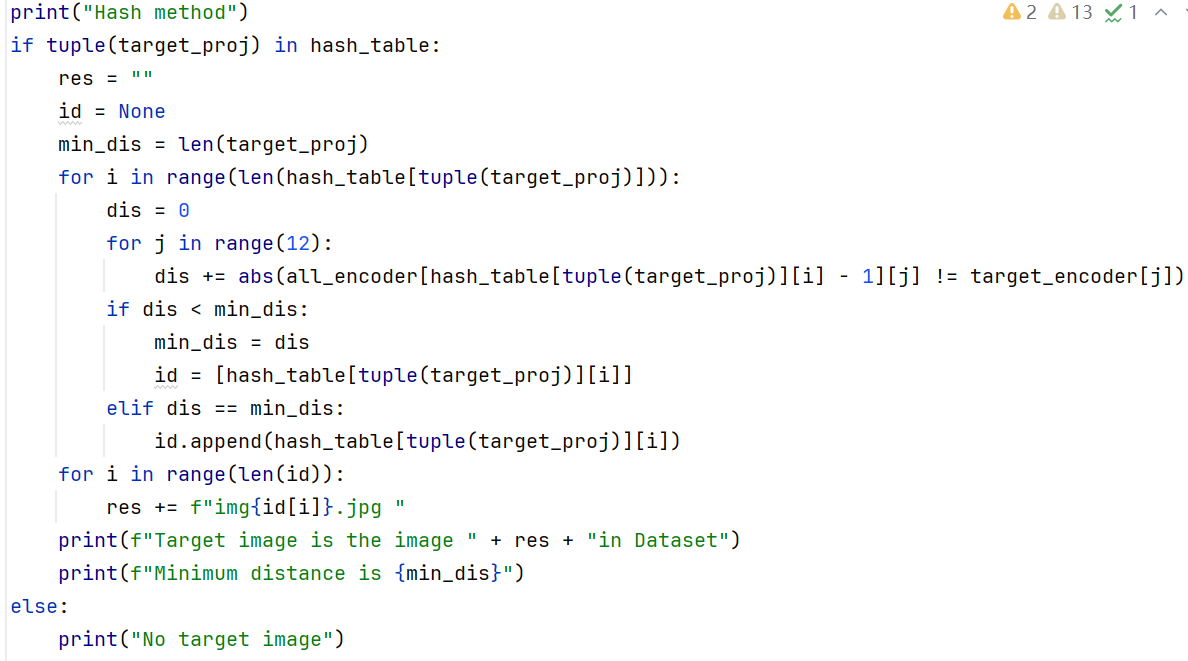 print("Hash method")
2 13 1
if tuple(target_proj) in hash_table:
    res = ""
    id = None
    min_dis = len(target_proj)
    for i in range(len(hash_table[tuple(target_proj)])):
        dis = 0
        for j in range(12):
            dis += abs(all_encoder[hash_table[tuple(target_proj)][i] - 1][j] != target_encoder[j])
        if dis < min_dis:
            min_dis = dis
            id = [hash_table[tuple(target_proj)][i]]
        elif dis == min_dis:
            id.append(hash_table[tuple(target_proj)][i])
    for i in range(len(id)):
        res += f"img{id[i]}.jpg "
    print(f"Target image is the image " + res + "in Dataset")
    print(f"Minimum distance is {min_dis}")
else:
    print("No target image")